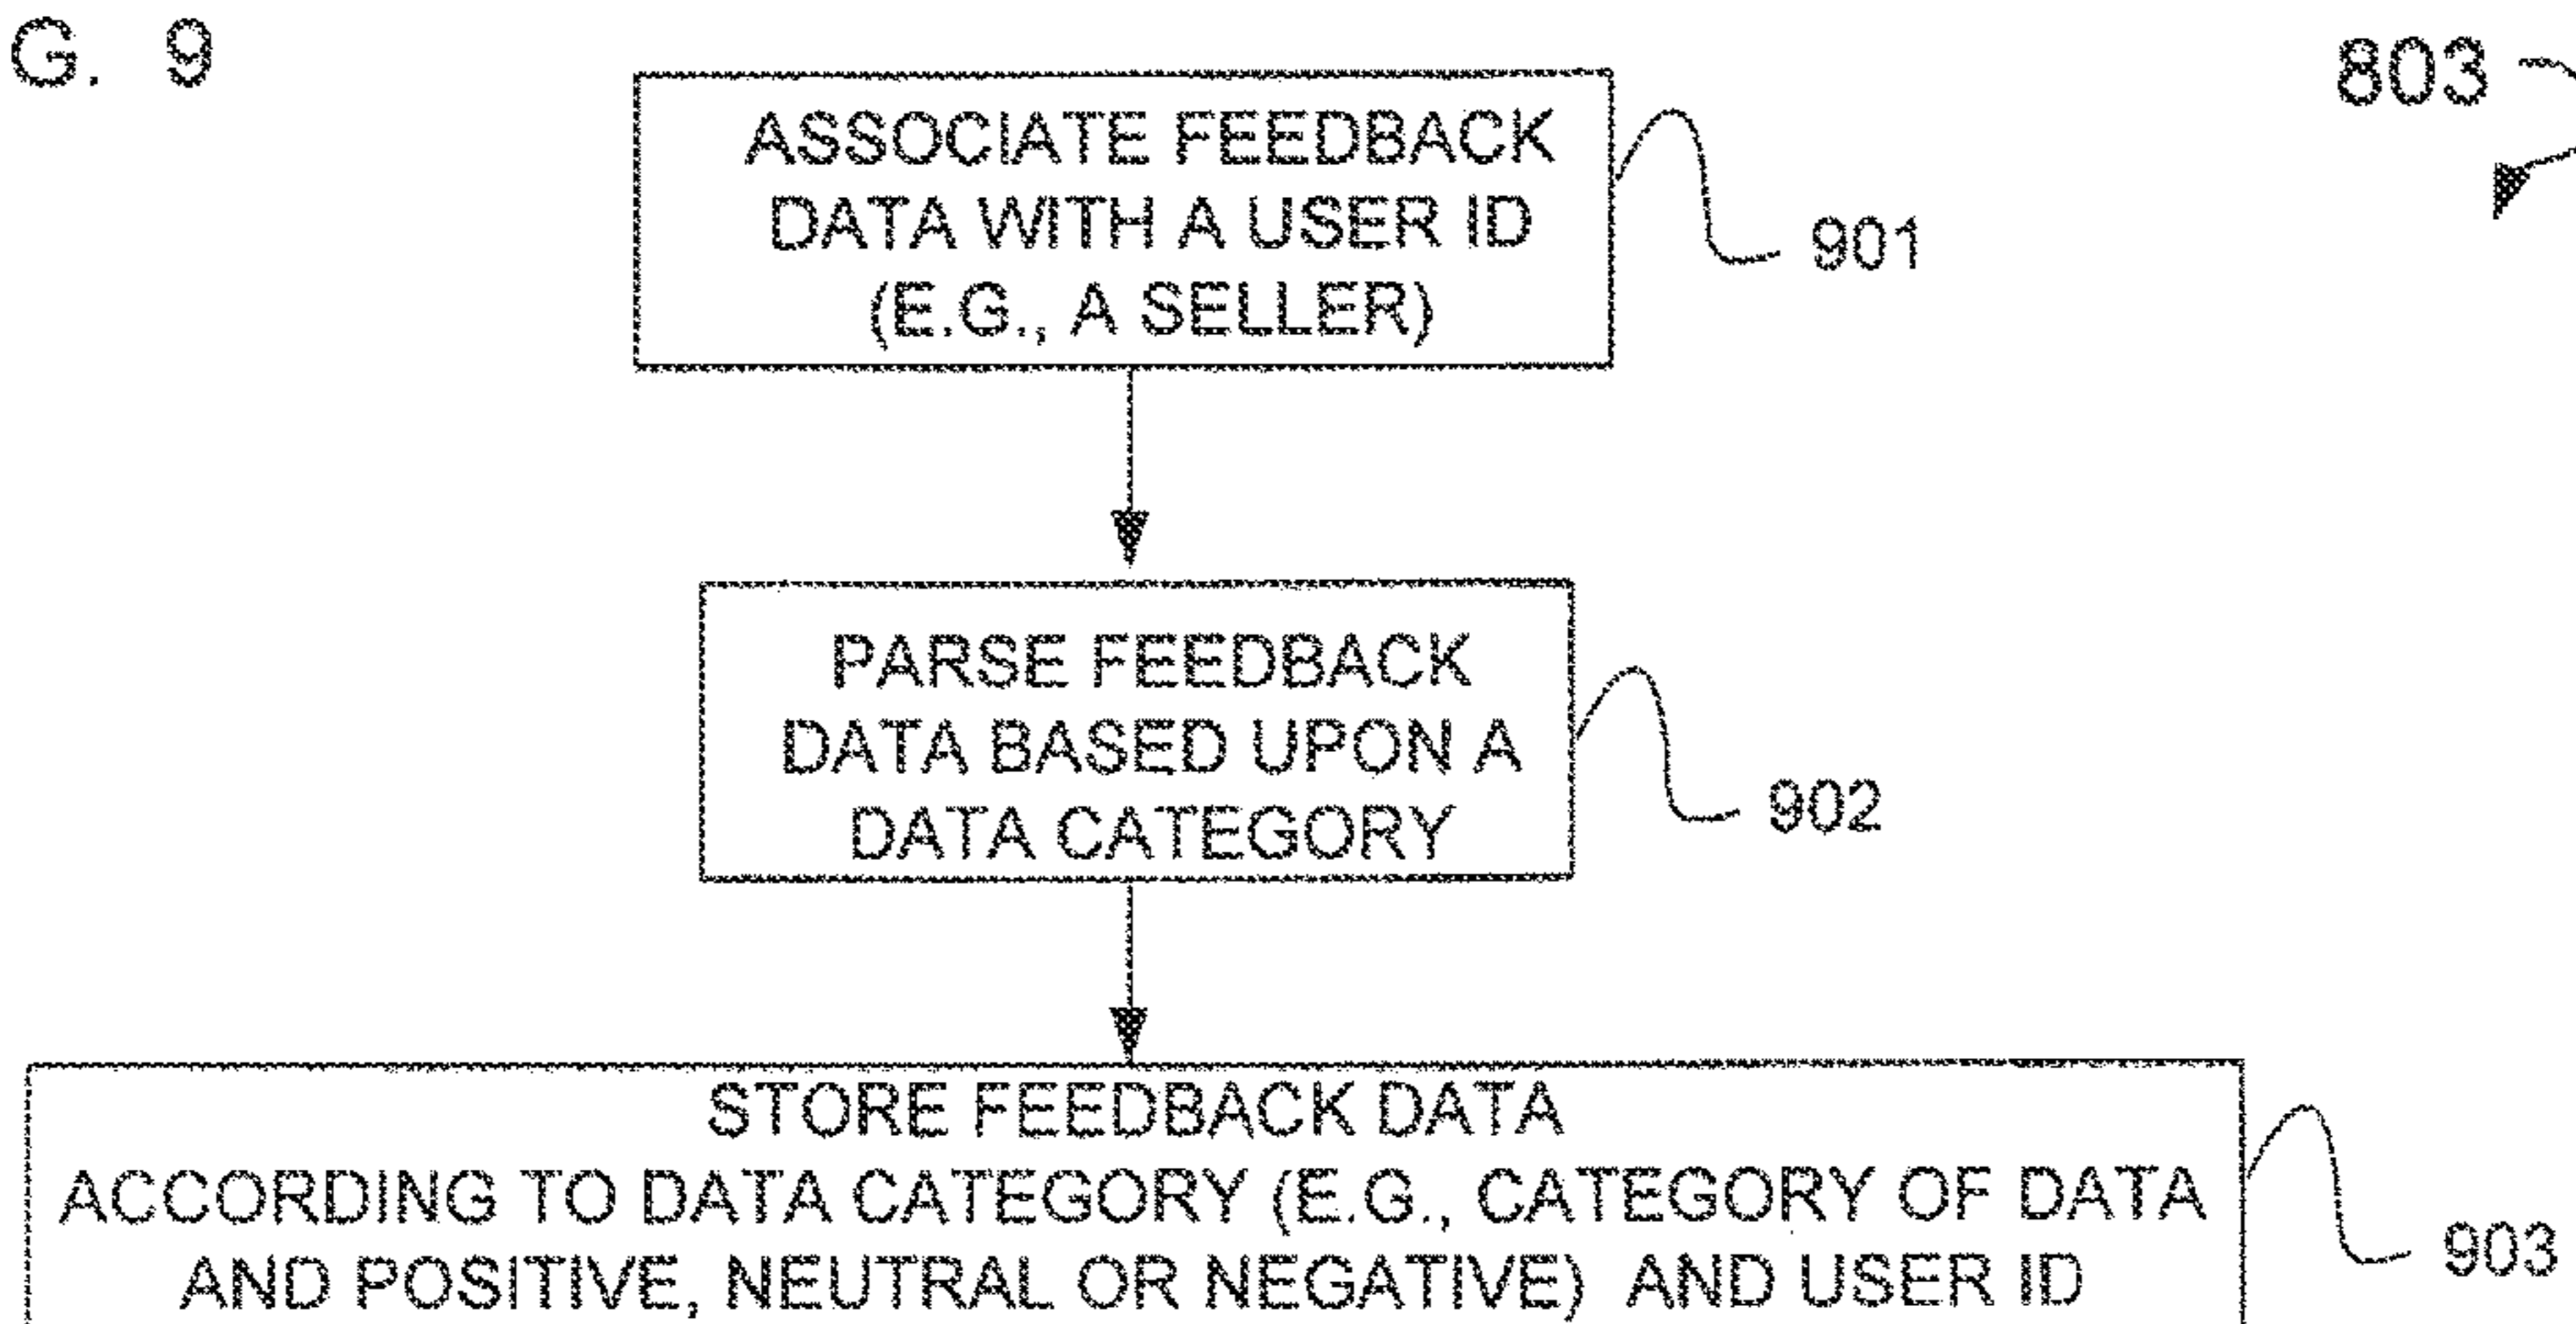 G. 9
803
ASSOCIATE FEEDBACK
DATA WITH A USER ID
(E.G., A SELLER)
901
PARSE FEEDBACK
DATA BASED UPON A
DATA CATEGORY
902
STORE FEEDBACK DATA
ACCORDING TO DATA CATEGORY (E.G., CATEGORY OF DATA
AND POSITIVE, NEUTRAL OR NEGATIVE) AND USER ID
903